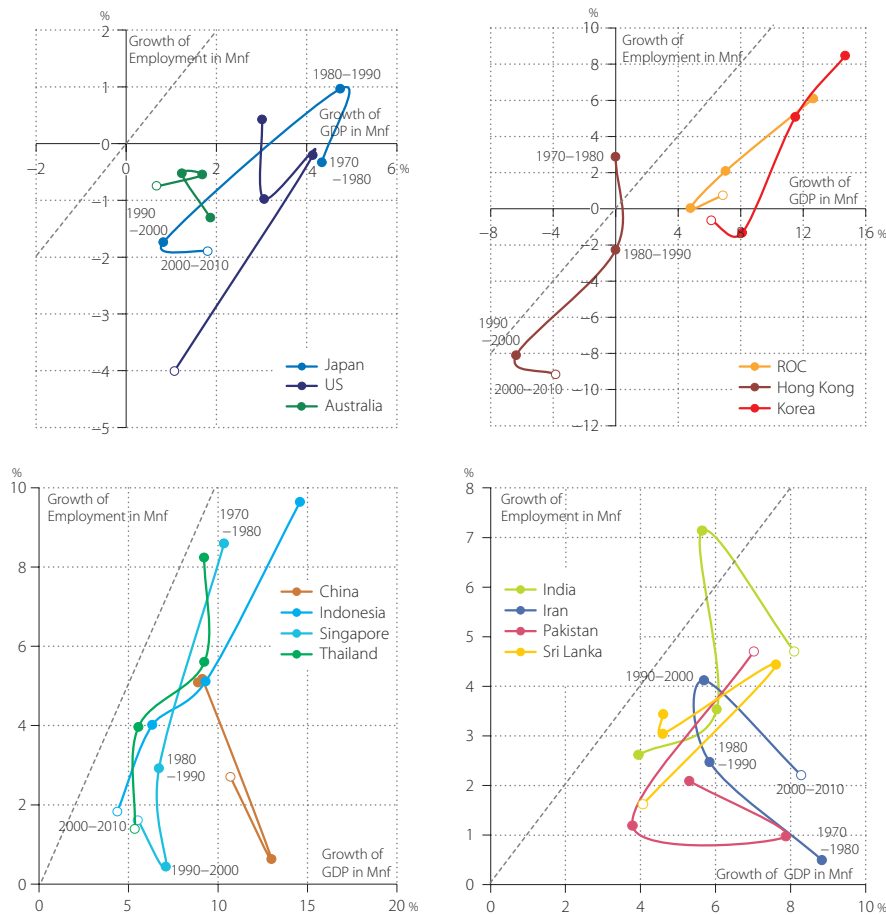 %
2
Growth of
Employment in Mnf
1980−1990
1
Growth of
GDP in Mnf
0
−2
0
2
4
6 %
1970
−1980
−1
1990
−2000
−2
2000−2010
−3
−4
−5
Japan
US
Australia
%
10
Growth of
Employment in Mnf
8
6
4
1970−1980
2
Growth of
GDP in Mnf
0
−8
−4
0
4
8
12
16 %
−2
1980−1990
−4
−6
1990
−2000
−8
2000−2010
−10
−12
ROC
Hong Kong
Korea
%
10
Growth of
Employment in Mnf
1970
−1980
8
China
Indonesia
Singapore
Thailand
6
4
1980
−1990
2
2000−2010
1990−2000
Growth of
GDP in Mnf
0
0
5
10
15
20 %
%
8
Growth of
Employment in Mnf
7
6
India
Iran
Pakistan
Sri Lanka
5
1990−2000
4
3
1980
−1990
2
2000−2010
1
1970
−1980
Growth of GDP in Mnf
0
0
2
4
6
8
10 %